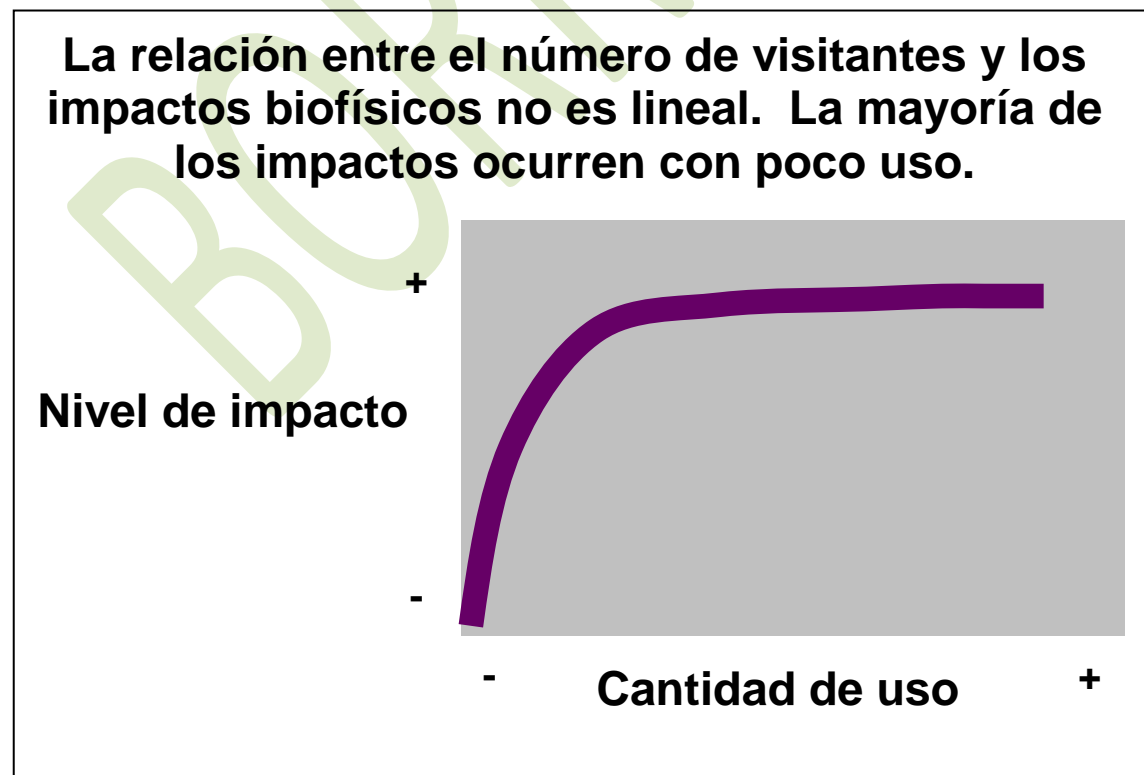 La relación entre el número de visitantes y los
impactos biofísicos no es lineal.  La mayoría de
los impactos ocurren con poco uso.
+
Nivel de impacto
-
-
Cantidad de uso
+